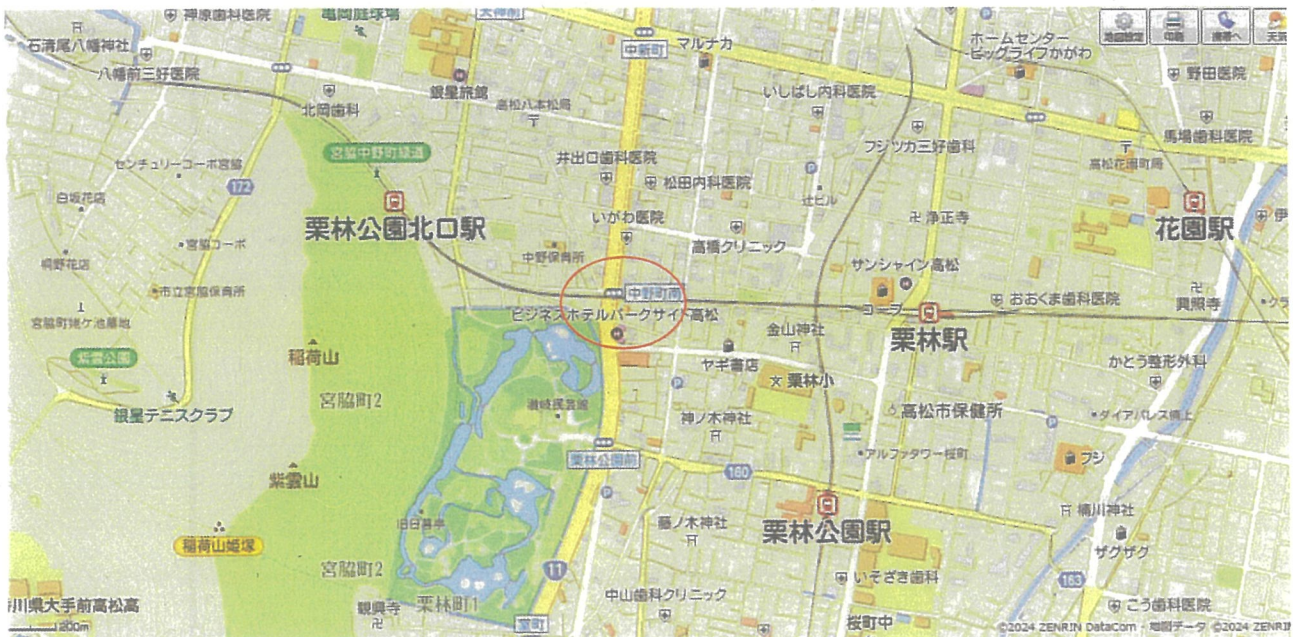 神原歯科医院
亀岡庭球場
天神前
石清尾八幡神社
中新町
マルナカ
ホームセンター
ビッグライフかがわ
地図設定
印刷
携帯へ
八幡前三好医院
銀星旅館
いしばし内科医院
野田医院
北岡歯科
高松八本松局
フジツカ三好歯科
馬場歯科医院
宮脇中野町緑道
井出口歯科医院
高松花園町局
センチュリーコーポ宮脇
172
松田内科医院
辻ビル
白坂花店
栗林公園北口駅
いがわ医院
高橋クリニック
浄正寺
花園駅
宮脇コーポ
中野保育所
サンシャイン高松
桐野花店
市立宮脇保育所
中野町南
コープ
おおくま歯科医院
興照寺
宮脇町姥ケ池墓地
ビジネスホテルパークサイド高松
金山神社
栗林駅
紫雲公園
稲荷山
ヤギ書店
かとう整形外科
宮脇町2
讃岐民芸館
栗林小
銀星テニスクラブ
神ノ木神社
高松市保健所
栗林公園前
160
アルファタワー桜町
フジ
紫雲山
旧日暮亭
藤ノ木神社
栗林公園駅
桶川神社
稲荷山姫塚
ザグザグ
宮脇町2
11
いそざき歯科
163
川県大手前高松高
観興寺
栗林町1
中山歯科クリニック
こう歯科医院
200m
室町
桜町中
©2024 ZENRIN DataCom - 地図データ ©2024 ZENRIN